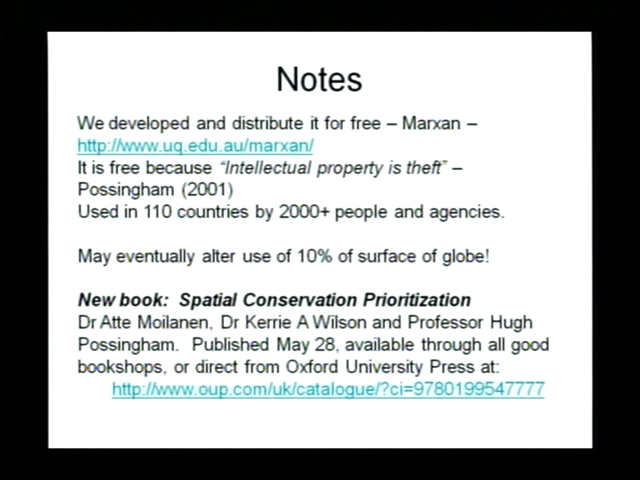 Notes
We developed and distribute it for free – Marxan –
http://www.uq.edu.au/marxan/
It is free because “Intellectual property is theft” –
Possingham (2001)
Used in 110 countries by 2000+ people and agencies.
May eventually alter use of 10% of surface of globe!
New book: Spatial Conservation Prioritization
Dr Atte Moilanen, Dr Kerrie A Wilson and Professor Hugh
Possingham. Published May 28, available through all good
bookshops, or direct from Oxford University Press at:
http://www.oup.com/uk/catalogue/?ci=9780199547777